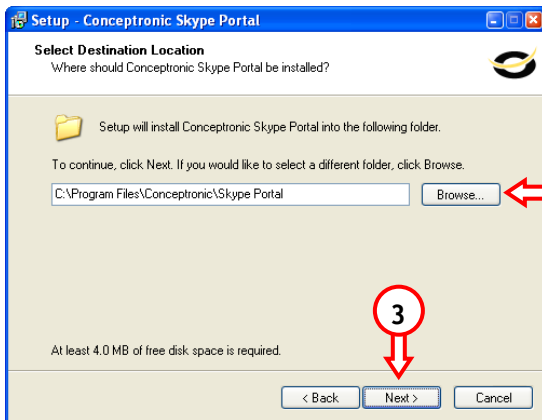 Setup - Conceptronic Skype Portal
Select Destination Location
Where should Conceptronic Skype Portal be installed?
Setup will install Conceptronic Skype Portal into the following folder.
To continue, click Next. If you would like to select a different folder, click Browse.
C:\Program Files\Conceptronic\Skype Portal
Browse...
3
At least 4.0 MB of free disk space is required.
< Back
Next >
Cancel